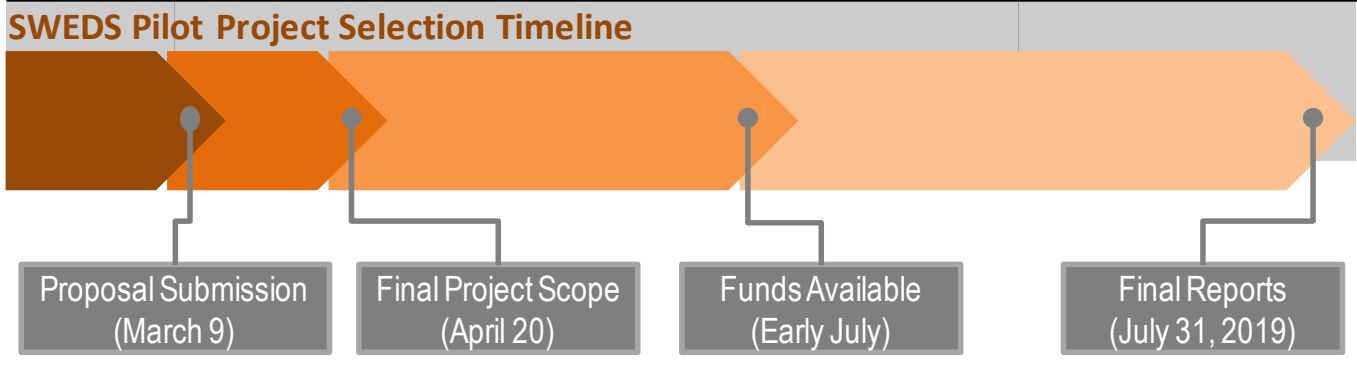 SWEDS Pilot Project Selection Timeline
Proposal Submission
(March 9)
Final Project Scope
(April 20)
Funds Available
(Early July)
Final Reports
(July 31, 2019)